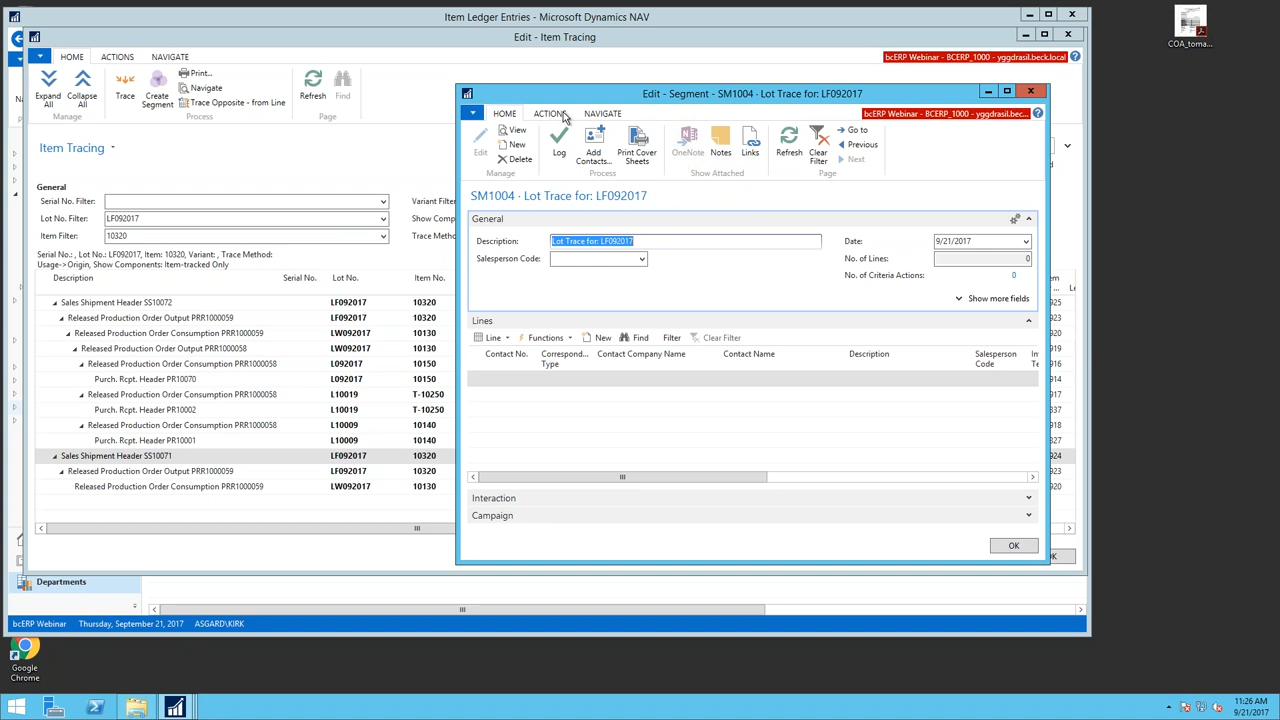 Item Ledger Entries - Microsoft Dynamics NAV
COA_toma...
Edit - Item Tracing
HOME ACTIONS NAVIGATE
bcERP Webinar - BCERP_1000 - yggdrasil.beck.local
Expand All
Collapse All
Trace
Create Segment
Print...
Navigate
Trace Opposite - from Line
Refresh
Find
Manage Process Page
Item Tracing
General
Serial No. Filter:
Variant Filter
Lot No. Filter: LF092017
Show Comp
Item Filter: 10320
Trace Metho
Serial No.: , Lot No.: LF092017, Item: 10320, Variant: , Trace Method:
Usage->Origin, Show Components: Item-tracked Only
Description Serial No. Lot No. Item No.
Sales Shipment Header SS10072 LF092017 10320
Released Production Order Output PRR1000059 LF092017 10320
Released Production Order Consumption PRR1000059 LW092017 10130
Released Production Order Output PRR1000058 LW092017 10130
Released Production Order Consumption PRR1000058 L092017 10150
Purch. Rcpt. Header PR10070 L092017 10150
Released Production Order Consumption PRR1000058 L10019 T-10250
Purch. Rcpt. Header PR10002 L10019 T-10250
Released Production Order Consumption PRR1000058 L10009 10140
Purch. Rcpt. Header PR10001 L10009 10140
Sales Shipment Header SS10071 LF092017 10320
Released Production Order Output PRR1000059 LF092017 10320
Released Production Order Consumption PRR1000059 LW092017 10130
Edit - Segment - SM1004 · Lot Trace for: LF092017
HOME ACTIONS NAVIGATE
bcERP Webinar - BCERP_1000 - yggdrasil.bec...
Edit
View
New
Delete
Log
Add Contacts...
Print Cover Sheets
OneNote
Notes
Links
Refresh
Clear Filter
Go to
Previous
Next
Manage Process Show Attached Page
SM1004 · Lot Trace for: LF092017
General
Description: Lot Trace for: LF092017
Date: 9/21/2017
Salesperson Code:
No. of Lines: 0
No. of Criteria Actions: 0
Show more fields
Lines
Line Functions New Find Filter Clear Filter
Contact No. Correspond... Type Contact Company Name Contact Name Description Salesperson Code
Interaction
Campaign
OK
Departments
bcERP Webinar Thursday, September 21, 2017 ASGARD\KIRK
Google Chrome
11:26 AM
9/21/2017